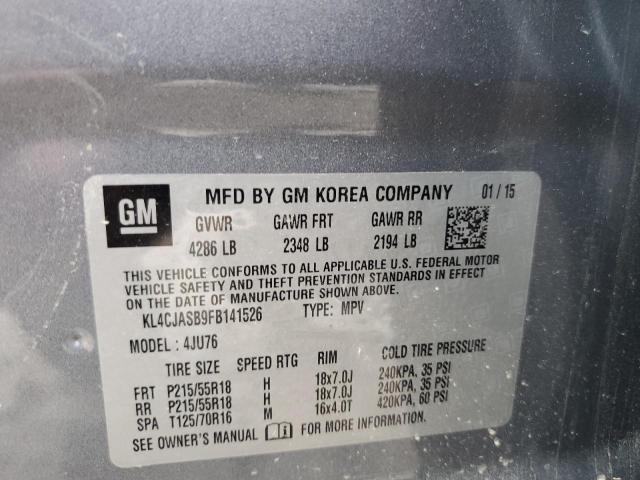 GM MFD BY GM KOREA COMPANY 01/15
GVWR GAWR FRT GAWR RR
4286 LB 2348 LB 2194 LB
THIS VEHICLE CONFORMS TO ALL APPLICABLE U.S. FEDERAL MOTOR
VEHICLE SAFETY AND THEFT PREVENTION STANDARDS IN EFFECT
ON THE DATE OF MANUFACTURE SHOWN ABOVE.
KL4CJASB9FB141526 TYPE: MPV
MODEL: 4JU76
TIRE SIZE SPEED RTG RIM COLD TIRE PRESSURE
FRT P215/55R18 H 18x7.0J 240KPA, 35 PSI
RR P215/55R18 H 18x7.0J 240KPA, 35 PSI
SPA T125/70R16 M 16x4.0T 420KPA, 60 PSI
SEE OWNER'S MANUAL FOR MORE INFORMATION.